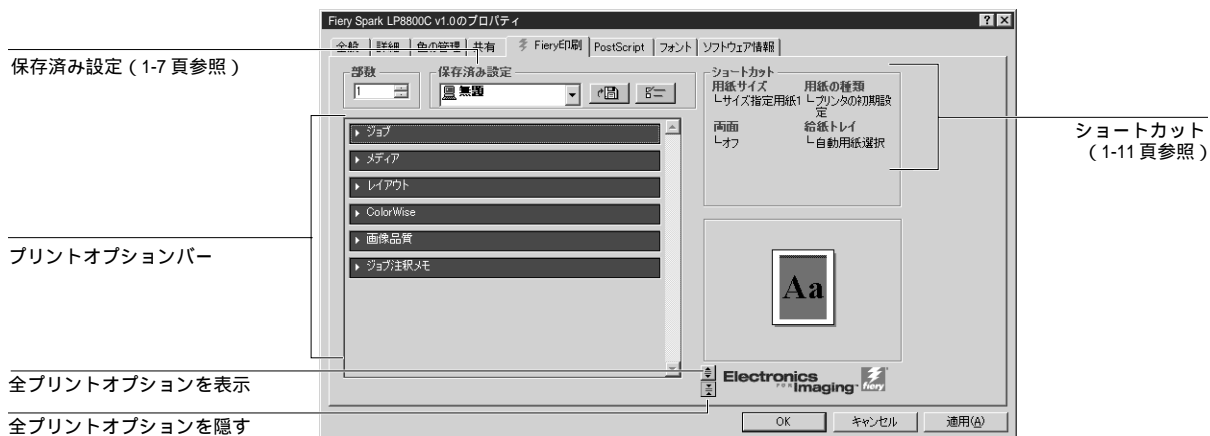 Fiery Spark LP8800C v1.0のプロパティ
全般 詳細 色の管理 共有 Fiery印刷 PostScript フォント ソフトウェア情報
保存済み設定（1-7 頁参照）
部数
1
保存済み設定
無題
ショートカット
用紙サイズ
サイズ指定用紙1
用紙の種類
プリンタの初期設
定
両面
オフ
給紙トレイ
自動用紙選択
ショートカット
（1-11 頁参照）
ジョブ
メディア
レイアウト
ColorWise
画像品質
ジョブ注釈メモ
プリントオプションバー
Aa
全プリントオプションを表示
全プリントオプションを隠す
Electronics
FOR Imaging
fiery
OK キャンセル 適用(A)